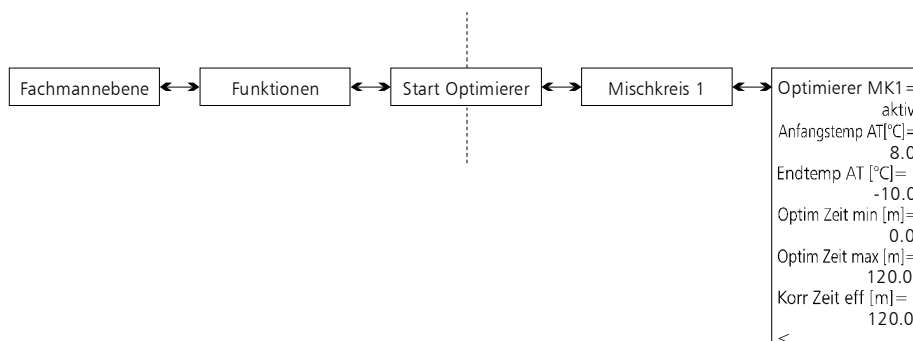 Fachmannebene
Funktionen
Start Optimierer
Mischkreis 1
Optimierer MK1=
aktiv
Anfangstemp AT[°C]=
8.0
Endtemp AT [°C]=
-10.0
Optim Zeit min [m]=
0.0
Optim Zeit max [m]=
120.0
Korr Zeit eff [m]=
120.0
<